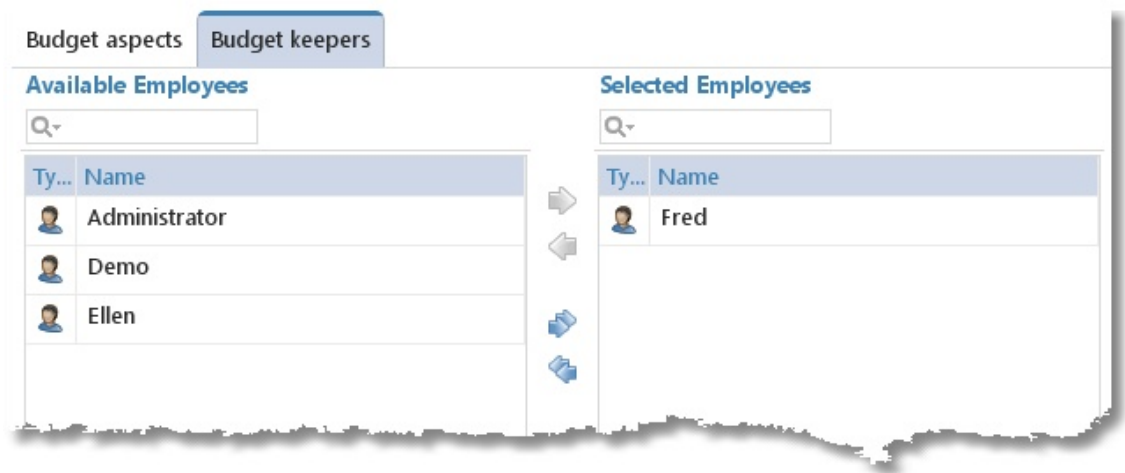 Budget aspects Budget keepers
Available Employees
Ty... Name
Administrator
Demo
Ellen
Selected Employees
Ty... Name
Fred